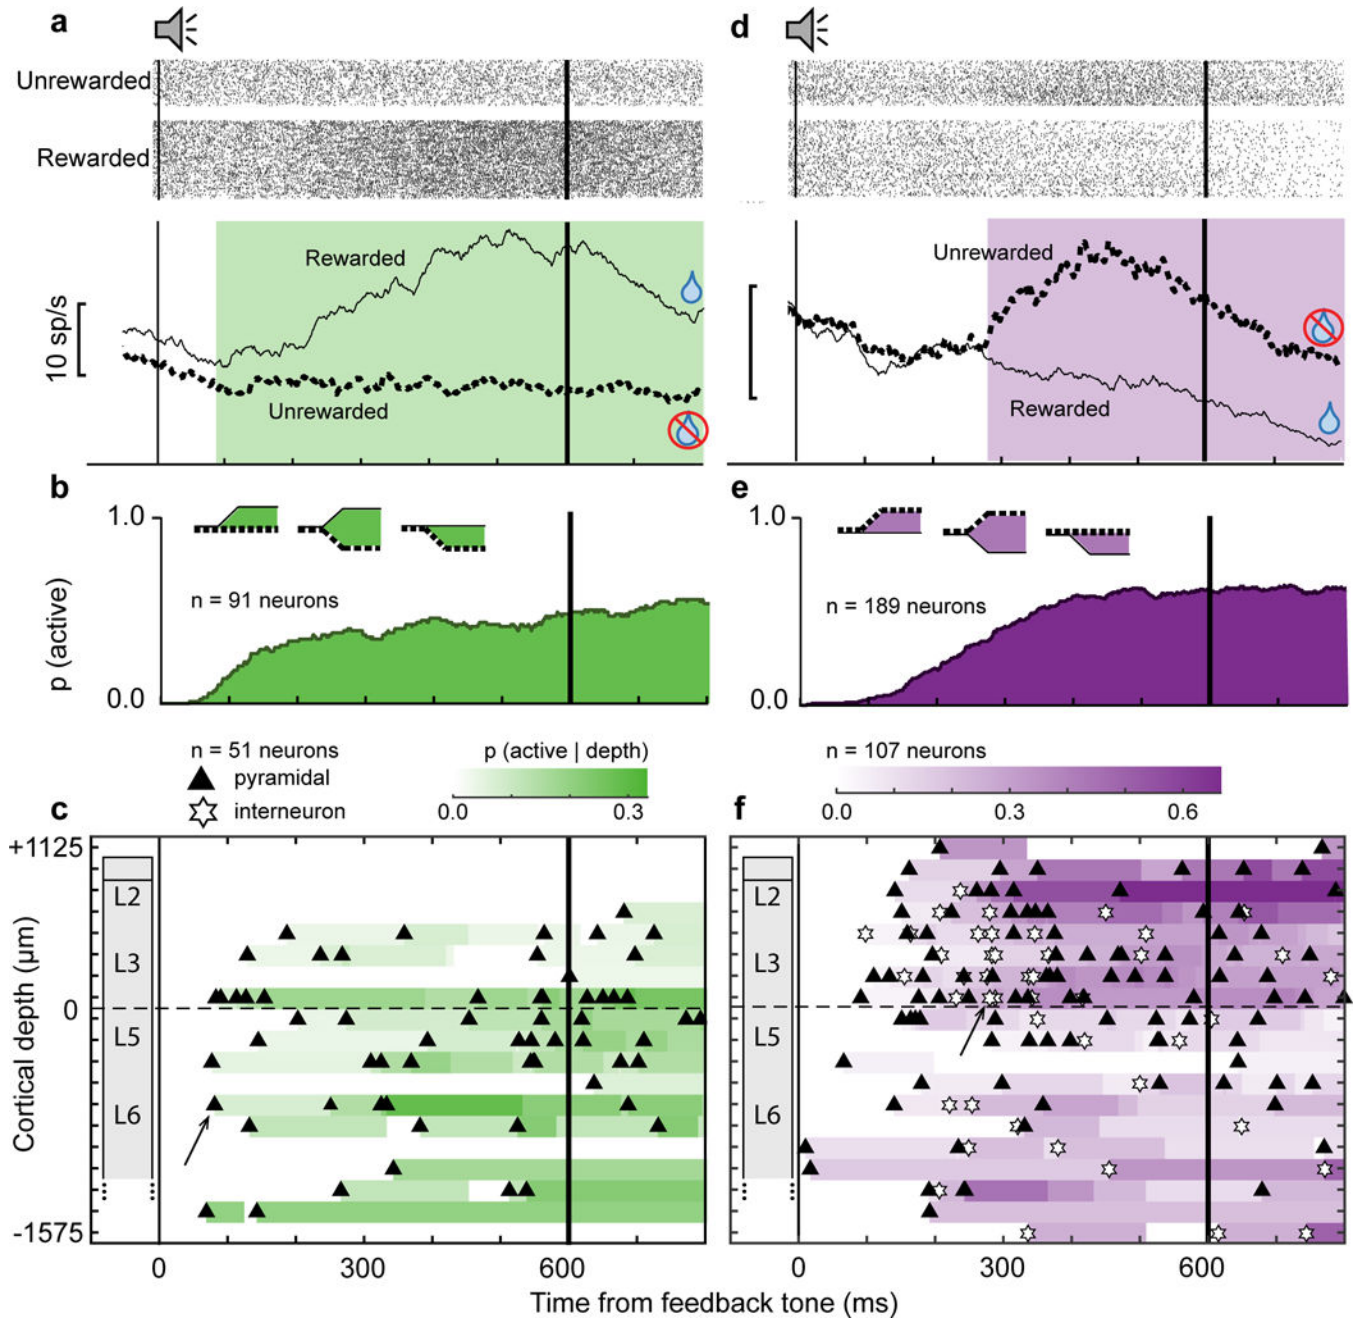 a
Unrewarded
Rewarded
10 sp/s
Rewarded
Unrewarded
d
Unrewarded
Rewarded
b
1.0
n = 91 neurons
p (active)
0.0
e
1.0
n = 189 neurons
0.0
n = 51 neurons
pyramidal
interneuron
p (active | depth)
0.0 0.3
n = 107 neurons
0.0 0.3 0.6
c
+1125
L2
L3
0
L5
L6
-1575
Cortical depth (µm)
0 300 600
f
L2
L3
L5
L6
0 300 600
Time from feedback tone (ms)